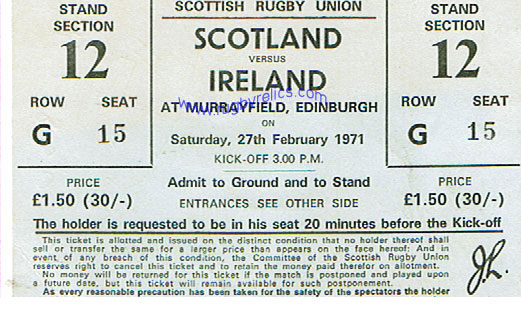 SCOTTISH RUGBY UNION
STAND
SECTION
12
ROW SEAT
G 15
PRICE
£1.50 (30/-)
SCOTLAND
VERSUS
IRELAND
AT MURRAYFIELD, EDINBURGH
www.rugbyrelics.com
ON
Saturday, 27th February 1971
KICK-OFF 3.00 P.M.
Admit to Ground and to Stand
ENTRANCES SEE OTHER SIDE
STAND
SECTION
12
ROW SEAT
G 15
PRICE
£1.50 (30/-)
The holder is requested to be in his seat 20 minutes before the Kick-off
This ticket is allotted and issued on the distinct condition that no holder thereof shall
sell or transfer the same for a larger price than appears on the face hereof: And in
event of any breach of this condition, the Committee of the Scottish Rugby Union
reserves right to cancel this ticket and to retain the money paid therefor on allotment.
No money will be returned for this ticket if the match is postponed and played upon
a future date, but this ticket will remain available for such postponement.
As every reasonable precaution has been taken for the safety of the spectators the holder